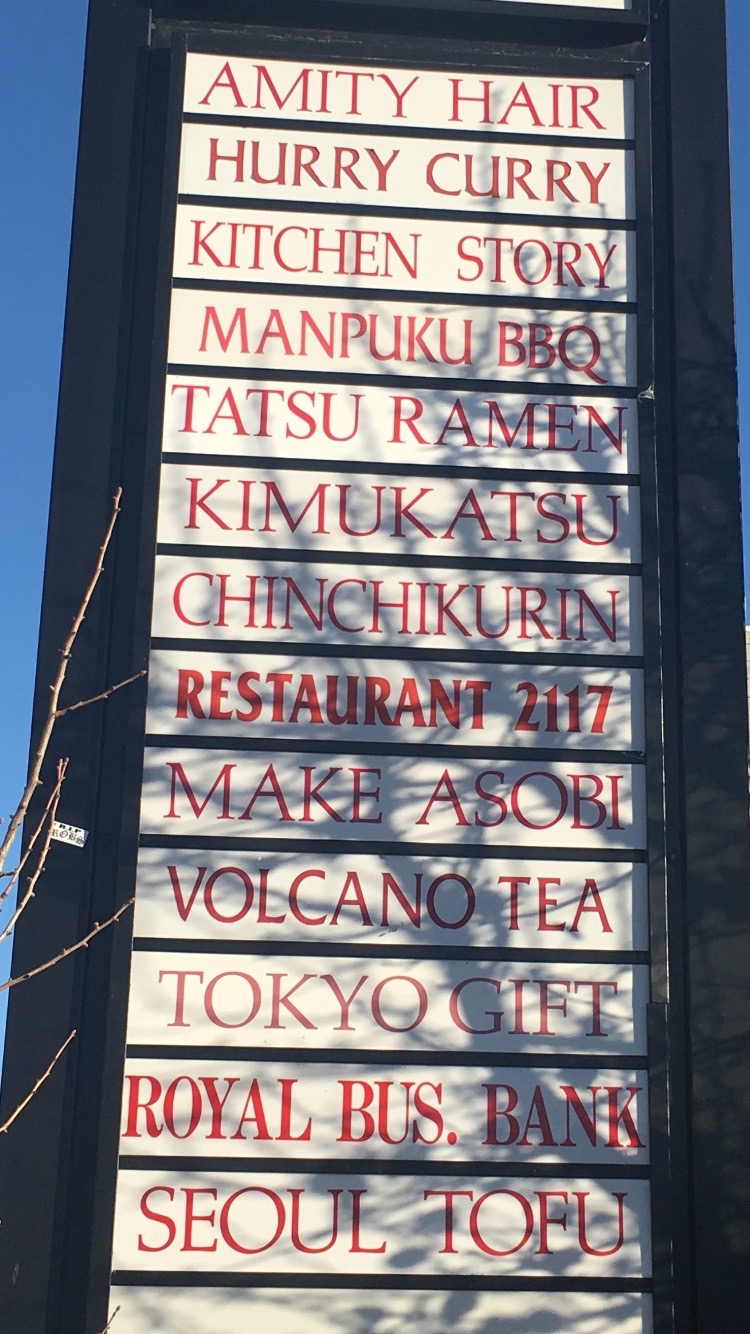 AMITY HAIR
HURRY CURRY
KITCHEN STORY
MANPUKU BBQ
TATSU RAMEN
KIMUKATSU
CHINCHIKURIN
RESTAURANT 2117
MAKE ASOBI
VOLCANO TEA
TOKYO GIFT
ROYAL BUS. BANK
SEOUL TOFU
R.I.P
ROBS